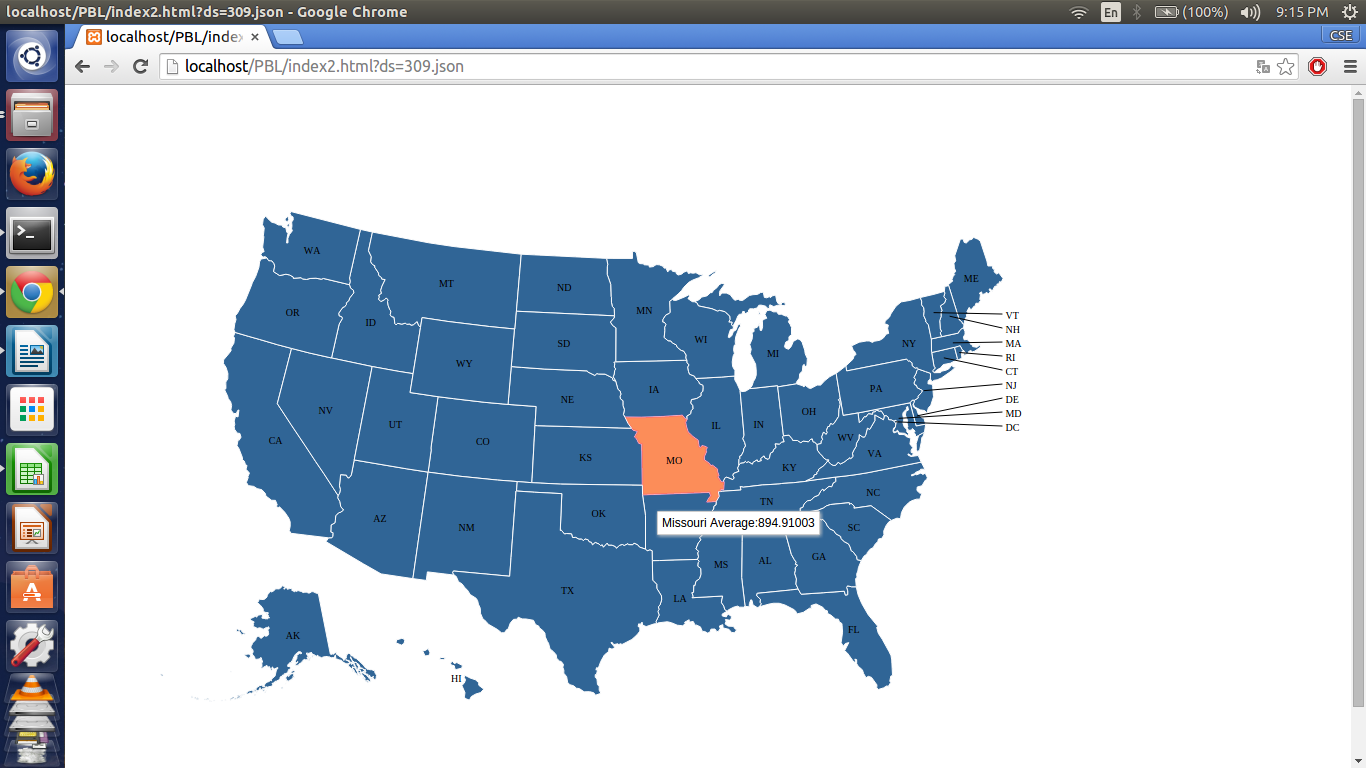 localhost/PBL/index2.html?ds=309.json - Google Chrome
En
(100%)
9:15 PM
localhost/PBL/inde
CSE
localhost/PBL/index2.html?ds=309.json
WA
MT
ND
MN
ME
OR
ID
SD
WI
MI
NY
VT
NH
MA
RI
CT
NJ
DE
MD
DC
WY
IA
NE
PA
NV
UT
CO
CA
KS
MO
IL
IN
OH
WV
VA
KY
NC
TN
AZ
NM
OK
SC
Missouri Average:894.91003
MS
AL
GA
TX
LA
FL
AK
HI